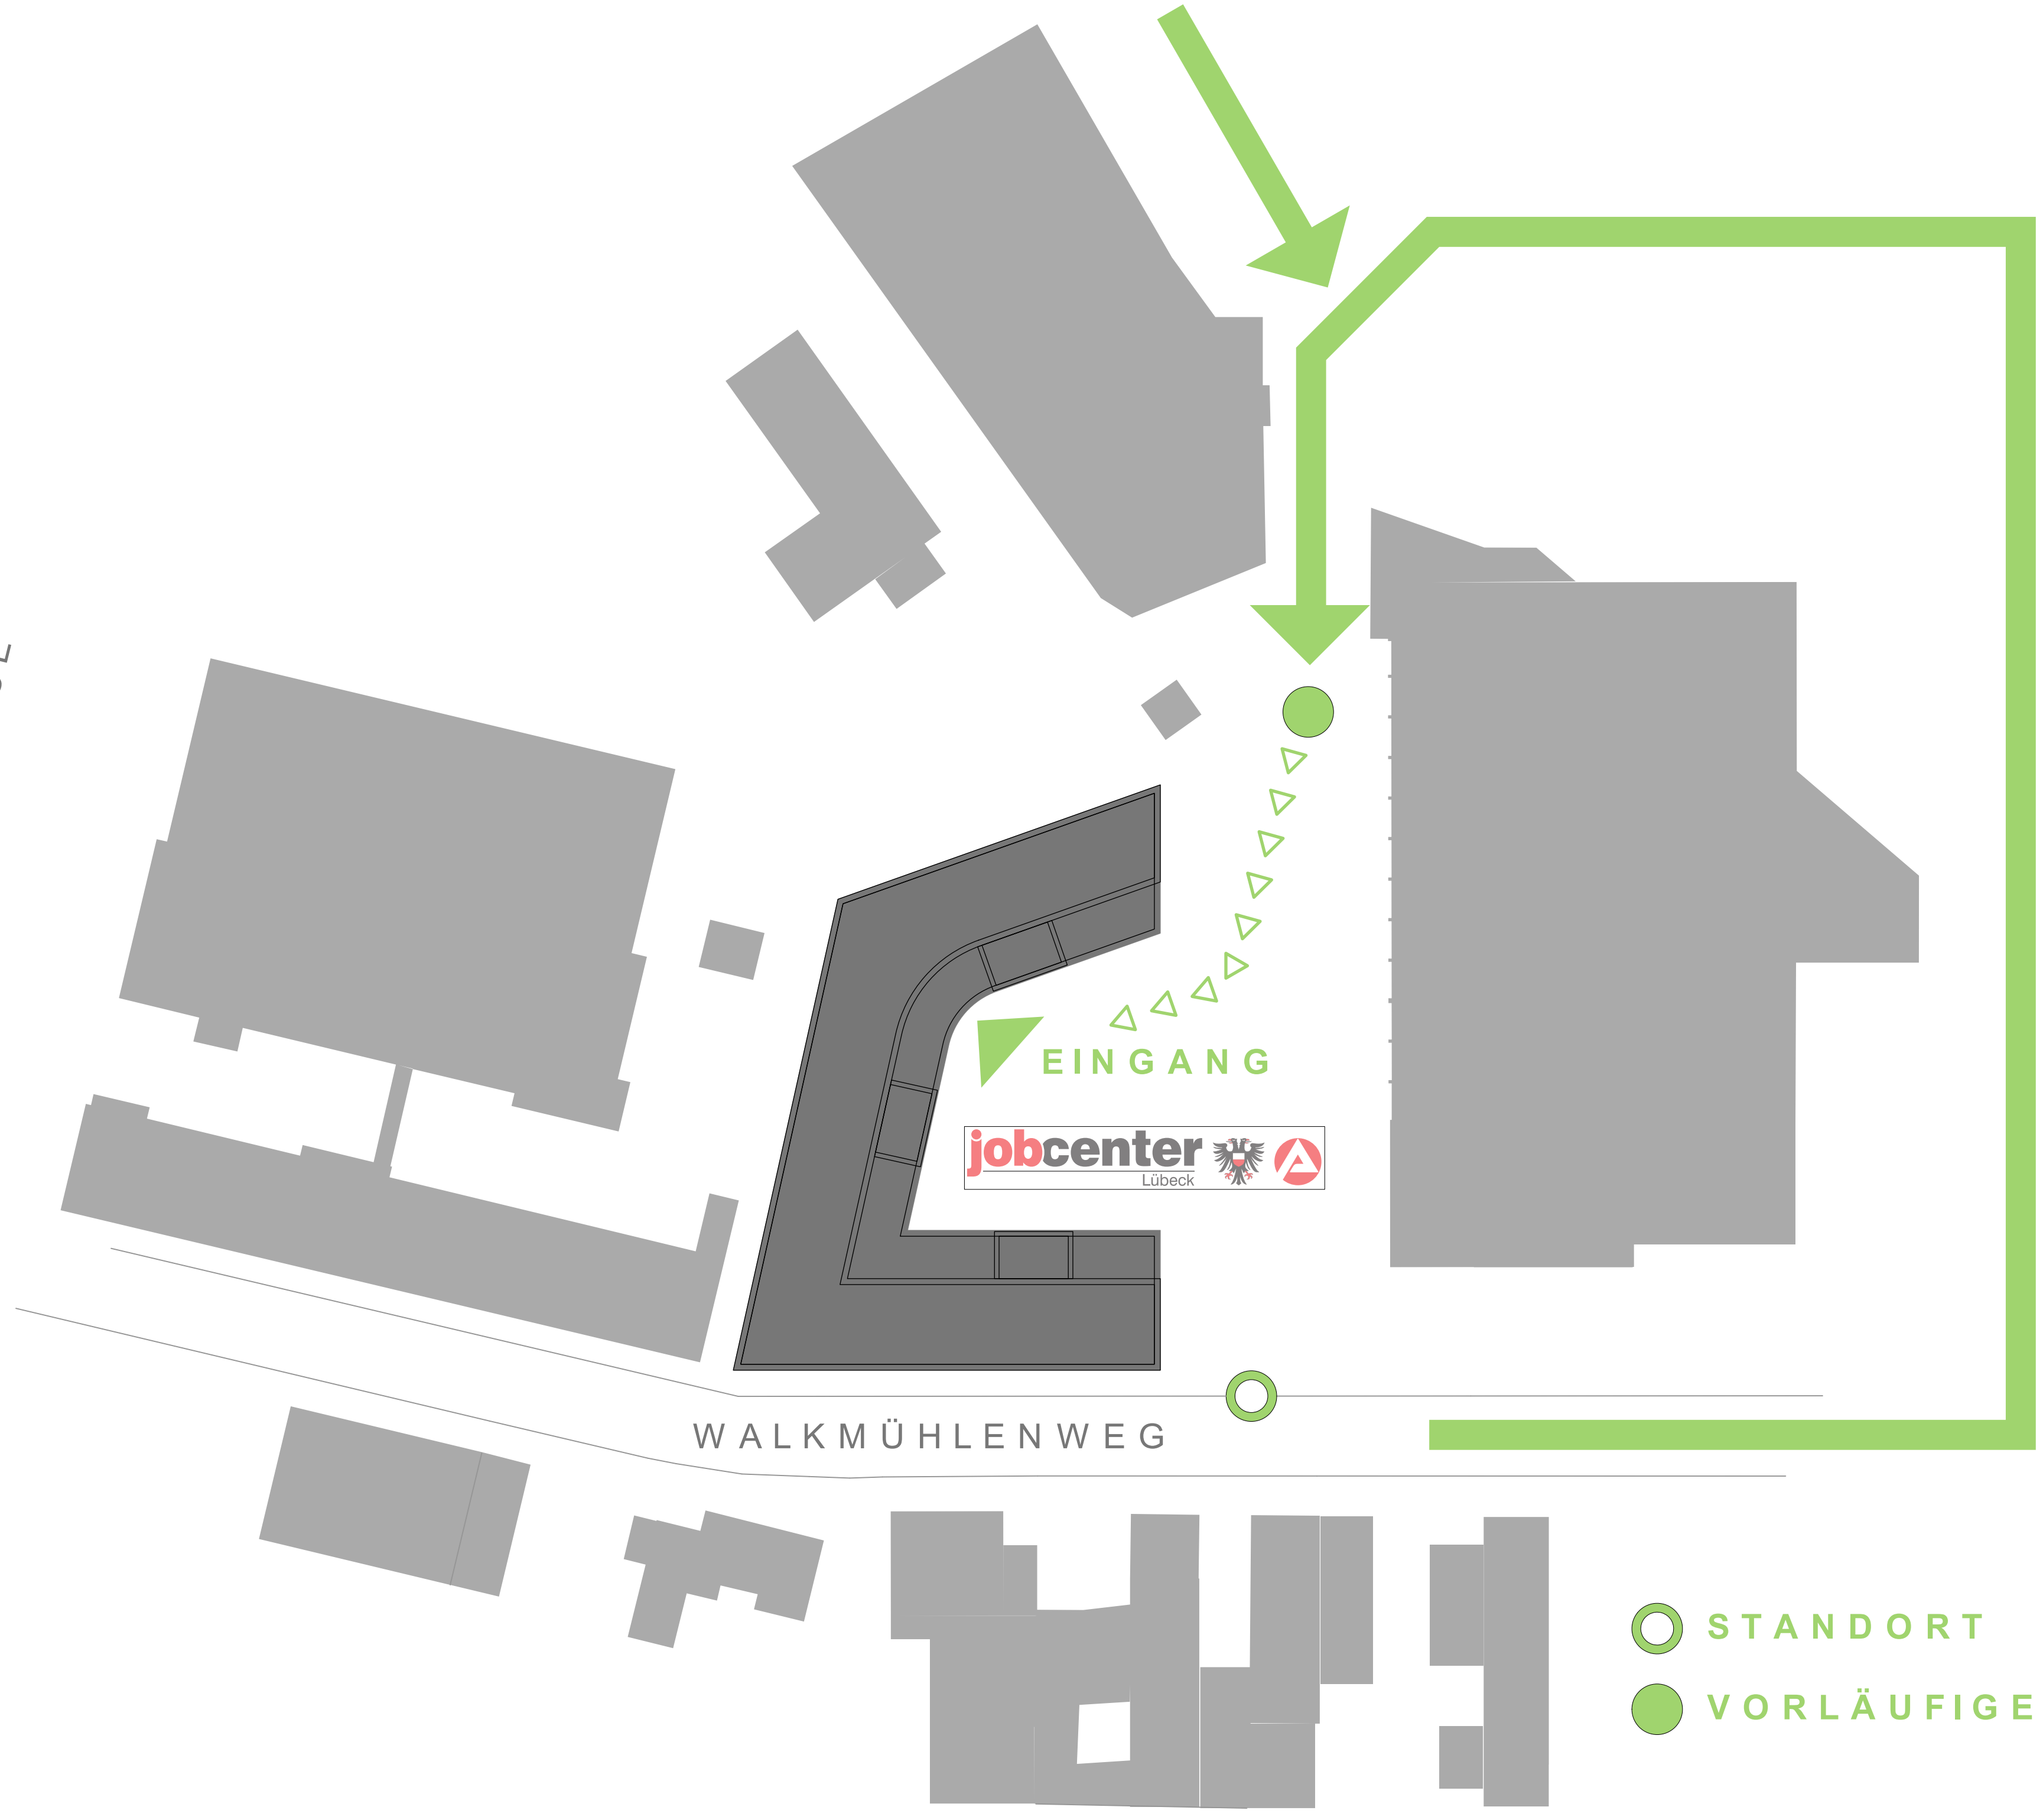 EINGANG
jobcenter
Lübeck
WALKMÜHLENWEG
STANDORT
VORLÄUFIGE